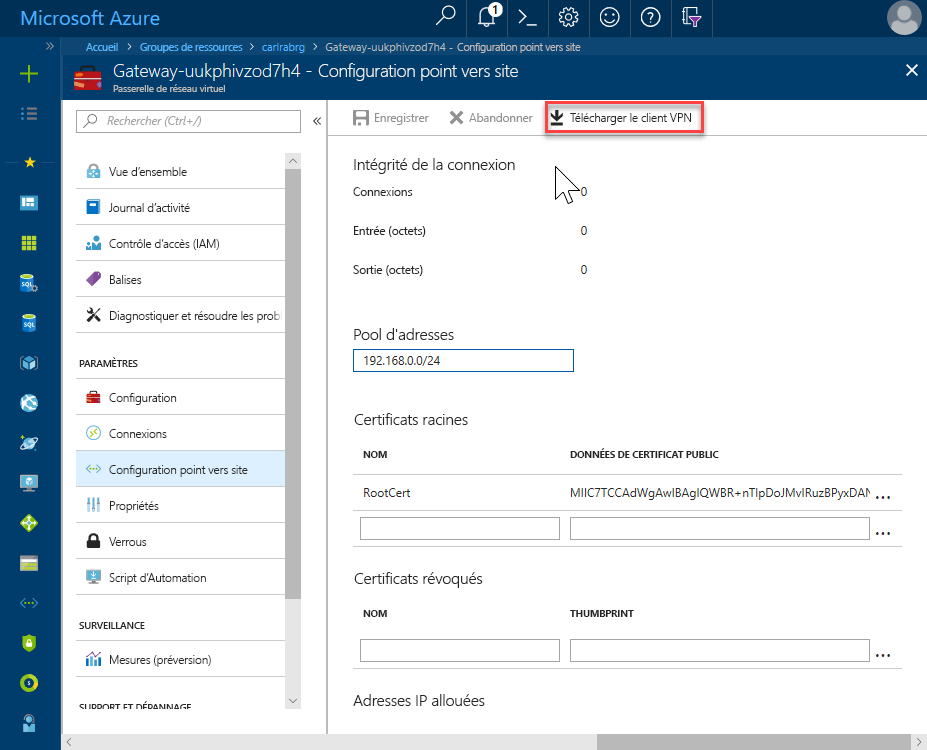 Microsoft Azure
1
Accueil > Groupes de ressources > carlrabrg > Gateway-uukphivzod7h4 - Configuration point vers site
Gateway-uukphivzod7h4 - Configuration point vers site
Passerelle de réseau virtuel
Rechercher (Ctrl+/)
Vue d'ensemble
Journal d'activité
Contrôle d'accès (IAM)
Balises
Diagnostiquer et résoudre les prob
PARAMÈTRES
Configuration
Connexions
Configuration point vers site
Propriétés
Verrous
Script d'Automation
SURVEILLANCE
Mesures (préversion)
SUPPORT ET DÉPANNAGE
Enregistrer
Abandonner
Télécharger le client VPN
Intégrité de la connexion
Connexions 0
Entrée (octets) 0
Sortie (octets) 0
Pool d'adresses
192.168.0.0/24
Certificats racines
NOM DONNÉES DE CERTIFICAT PUBLIC
RootCert MIIC7TCCAdWgAwIBAgIQWBR+nTlpDoJMvlRuzBPyxDAN ...
...
Certificats révoqués
NOM THUMBPRINT
...
Adresses IP allouées